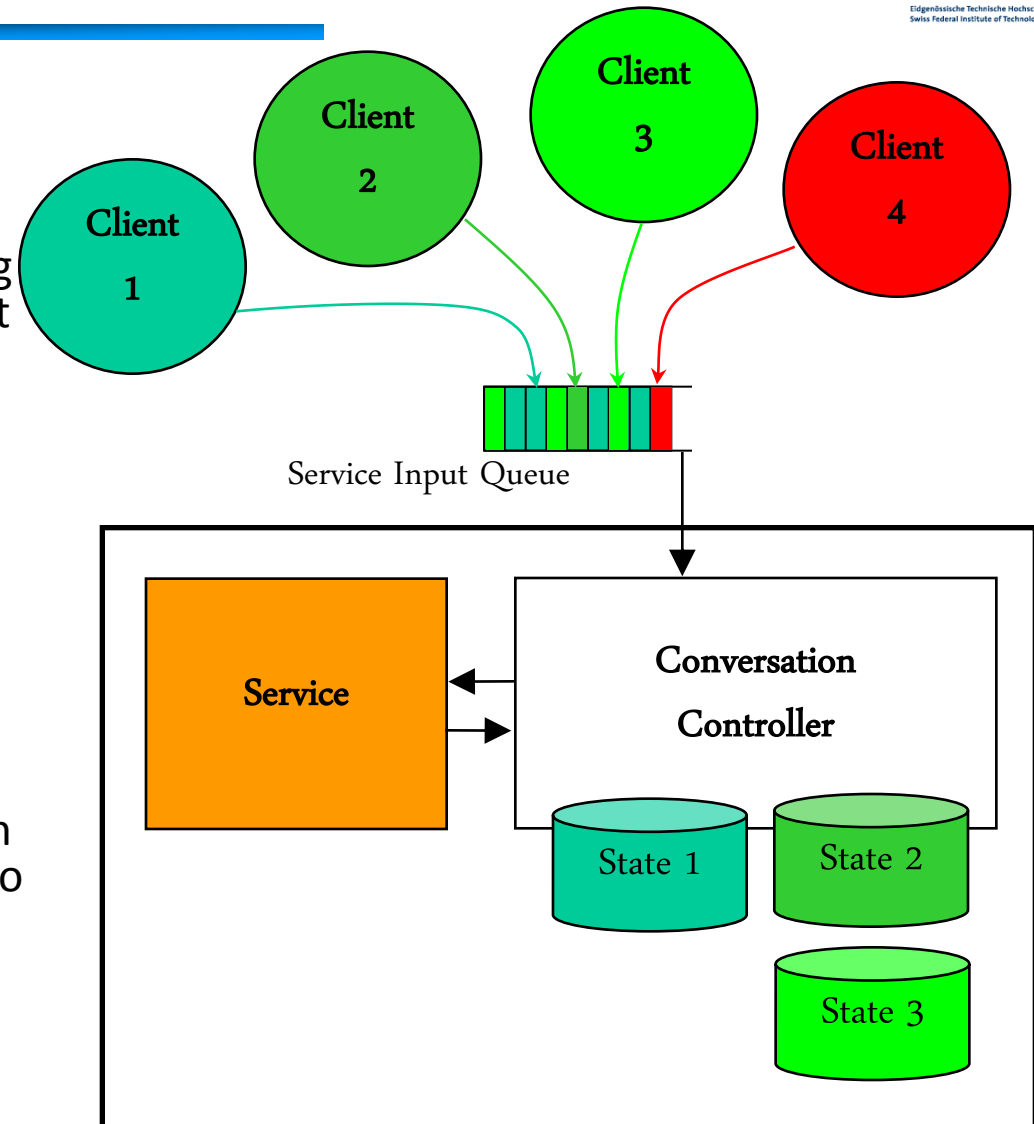 Eidgenössische Technische Hochsc
Swiss Federal Institute of Technolo
Client
1
Client
2
Client
3
Client
4
g
t
Service Input Queue
Service
Conversation
Controller
n
o
State 1
State 2
State 3